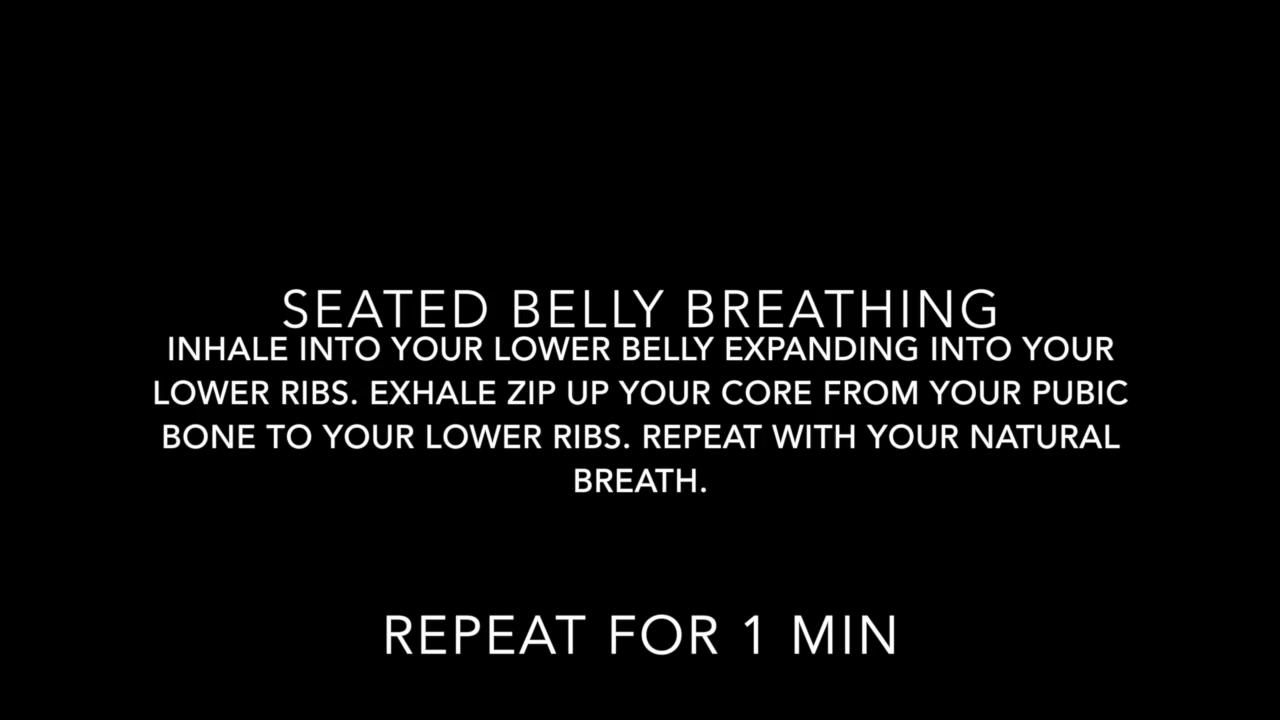 SEATED BELLY BREATHING
INHALE INTO YOUR LOWER BELLY EXPANDING INTO YOUR
LOWER RIBS. EXHALE ZIP UP YOUR CORE FROM YOUR PUBIC
BONE TO YOUR LOWER RIBS. REPEAT WITH YOUR NATURAL
BREATH.
REPEAT FOR 1 MIN